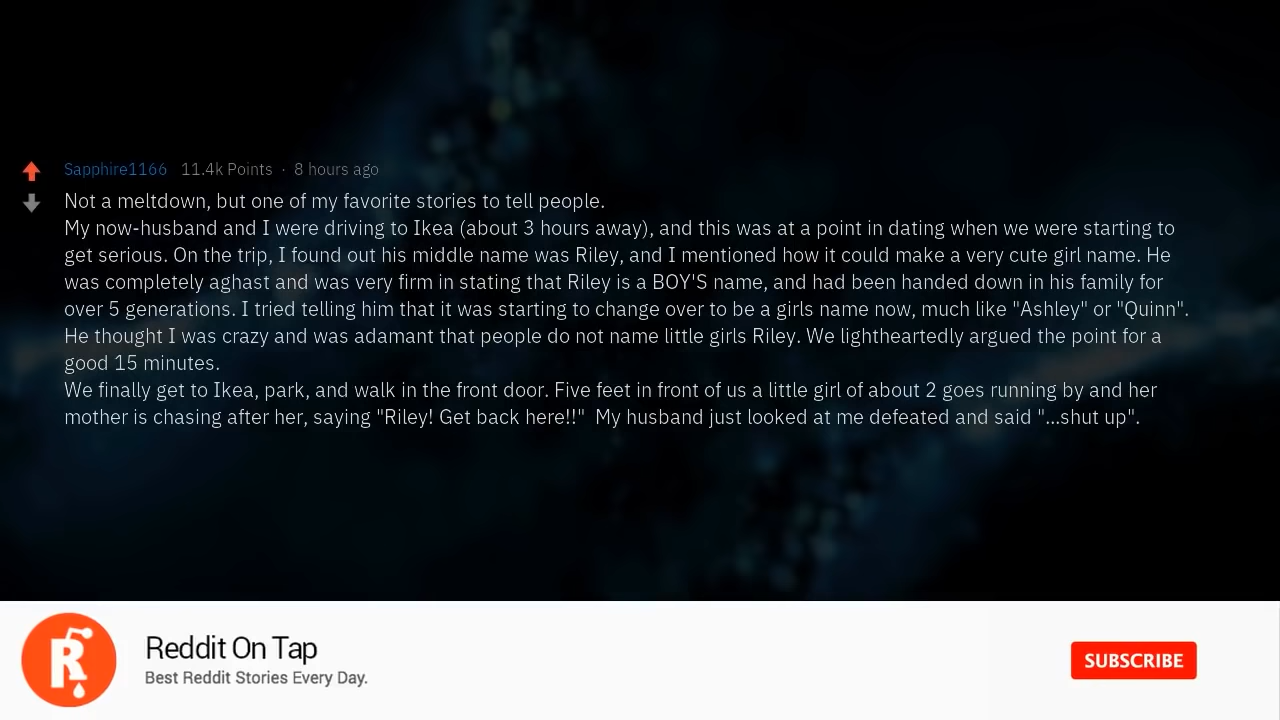 Sapphire1166 11.4k Points · 8 hours ago
Not a meltdown, but one of my favorite stories to tell people.
My now-husband and I were driving to Ikea (about 3 hours away), and this was at a point in dating when we were starting to
get serious. On the trip, I found out his middle name was Riley, and I mentioned how it could make a very cute girl name. He
was completely aghast and was very firm in stating that Riley is a BOY'S name, and had been handed down in his family for
over 5 generations. I tried telling him that it was starting to change over to be a girls name now, much like "Ashley" or "Quinn".
He thought I was crazy and was adamant that people do not name little girls Riley. We lightheartedly argued the point for a
good 15 minutes.
We finally get to Ikea, park, and walk in the front door. Five feet in front of us a little girl of about 2 goes running by and her
mother is chasing after her, saying "Riley! Get back here!!"  My husband just looked at me defeated and said "...shut up".
R
Reddit On Tap
Best Reddit Stories Every Day.
SUBSCRIBE